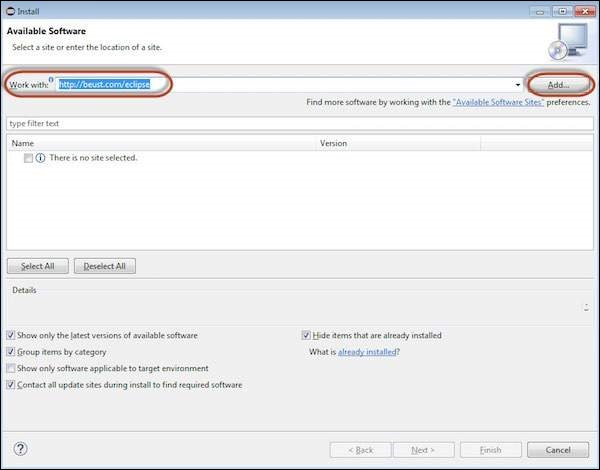 Install
Available Software
Select a site or enter the location of a site.
Work with: http://beust.com/eclipse Add...
Find more software by working with the "Available Software Sites" preferences.
type filter text
Name Version
There is no site selected.
Select All Deselect All
Details
Show only the latest versions of available software Hide items that are already installed
Group items by category What is already installed?
Show only software applicable to target environment
Contact all update sites during install to find required software
? < Back Next > Finish Cancel